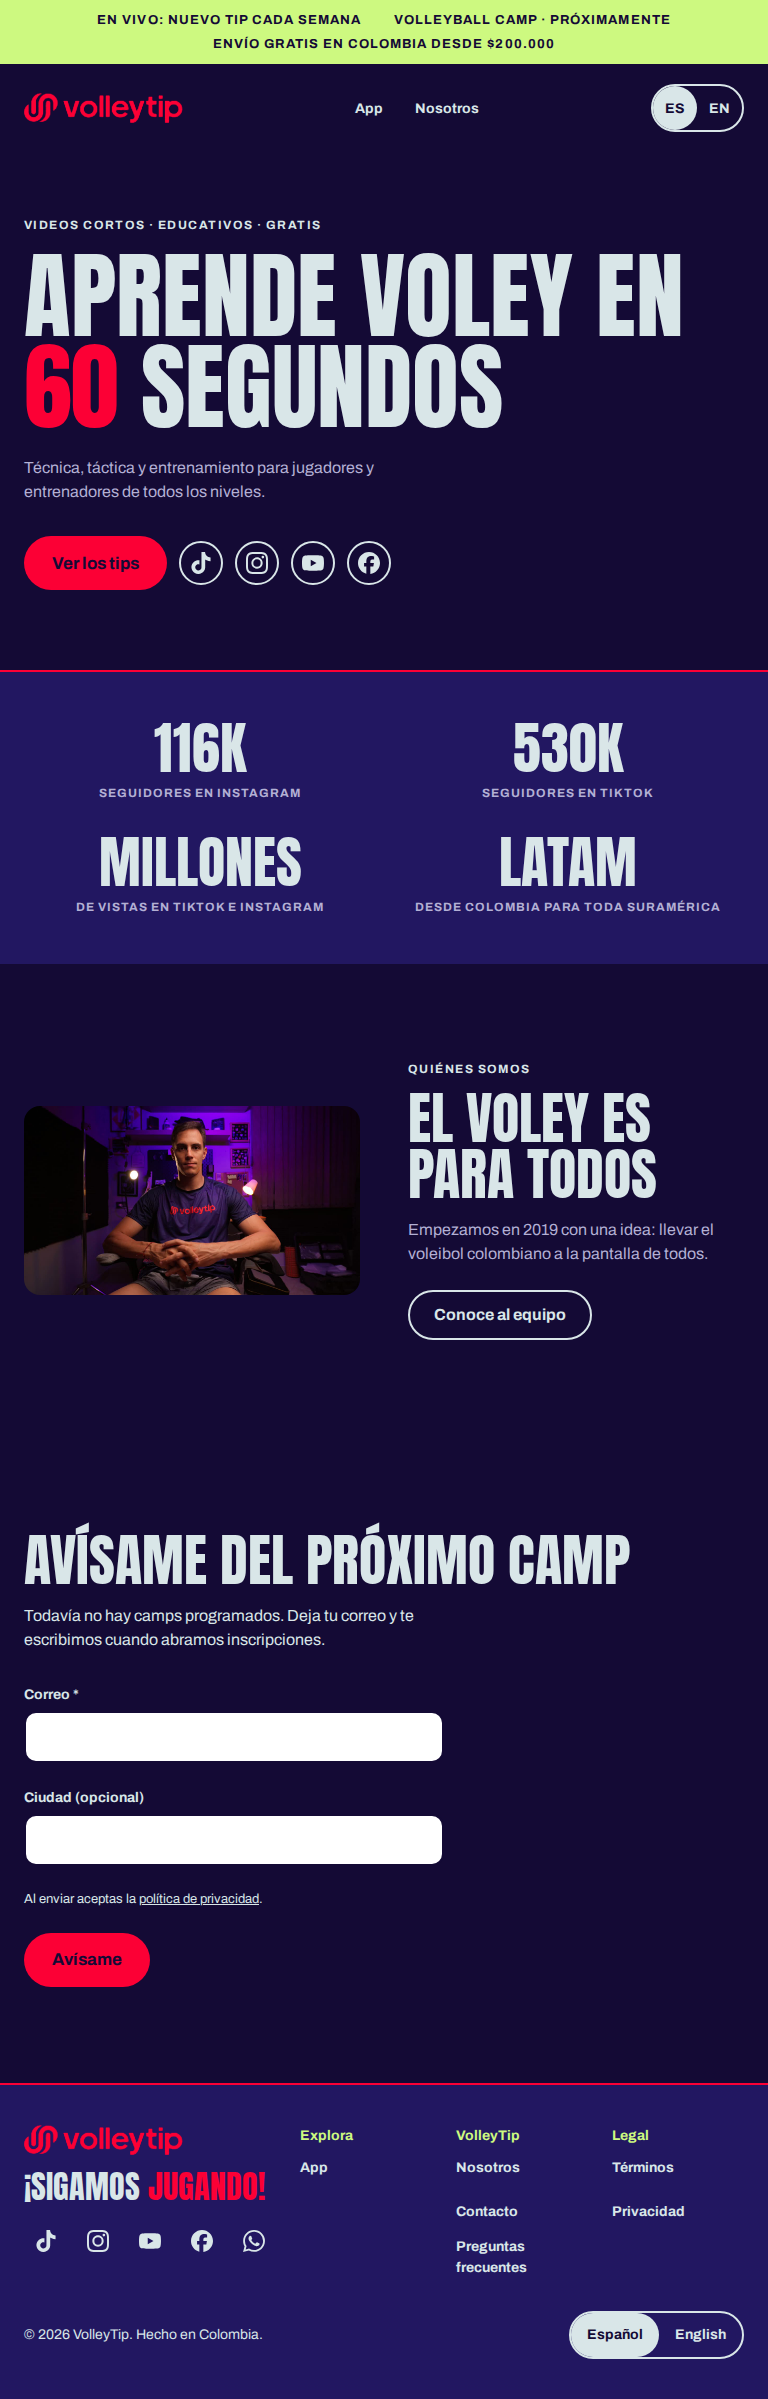 EN VIVO: NUEVO TIP CADA SEMANA
VOLLEYBALL CAMP · PRÓXIMAMENTE
ENVÍO GRATIS EN COLOMBIA DESDE $200.000
volleytip
App
Nosotros
ES
EN
VIDEOS CORTOS · EDUCATIVOS · GRATIS
APRENDE VOLEY EN
60 SEGUNDOS
Técnica, táctica y entrenamiento para jugadores y
entrenadores de todos los niveles.
Ver los tips
116K
SEGUIDORES EN INSTAGRAM
530K
SEGUIDORES EN TIKTOK
MILLONES
DE VISTAS EN TIKTOK E INSTAGRAM
LATAM
DESDE COLOMBIA PARA TODA SURAMÉRICA
volleytip
QUIÉNES SOMOS
EL VOLEY ES
PARA TODOS
Empezamos en 2019 con una idea: llevar el
voleibol colombiano a la pantalla de todos.
Conoce al equipo
AVÍSAME DEL PRÓXIMO CAMP
Todavía no hay camps programados. Deja tu correo y te
escribimos cuando abramos inscripciones.
Correo *
Ciudad (opcional)
Al enviar aceptas la política de privacidad.
Avísame
volleytip
¡SIGAMOS JUGANDO!
Explora
App
VolleyTip
Nosotros
Contacto
Preguntas
frecuentes
Legal
Términos
Privacidad
© 2026 VolleyTip. Hecho en Colombia.
Español
English